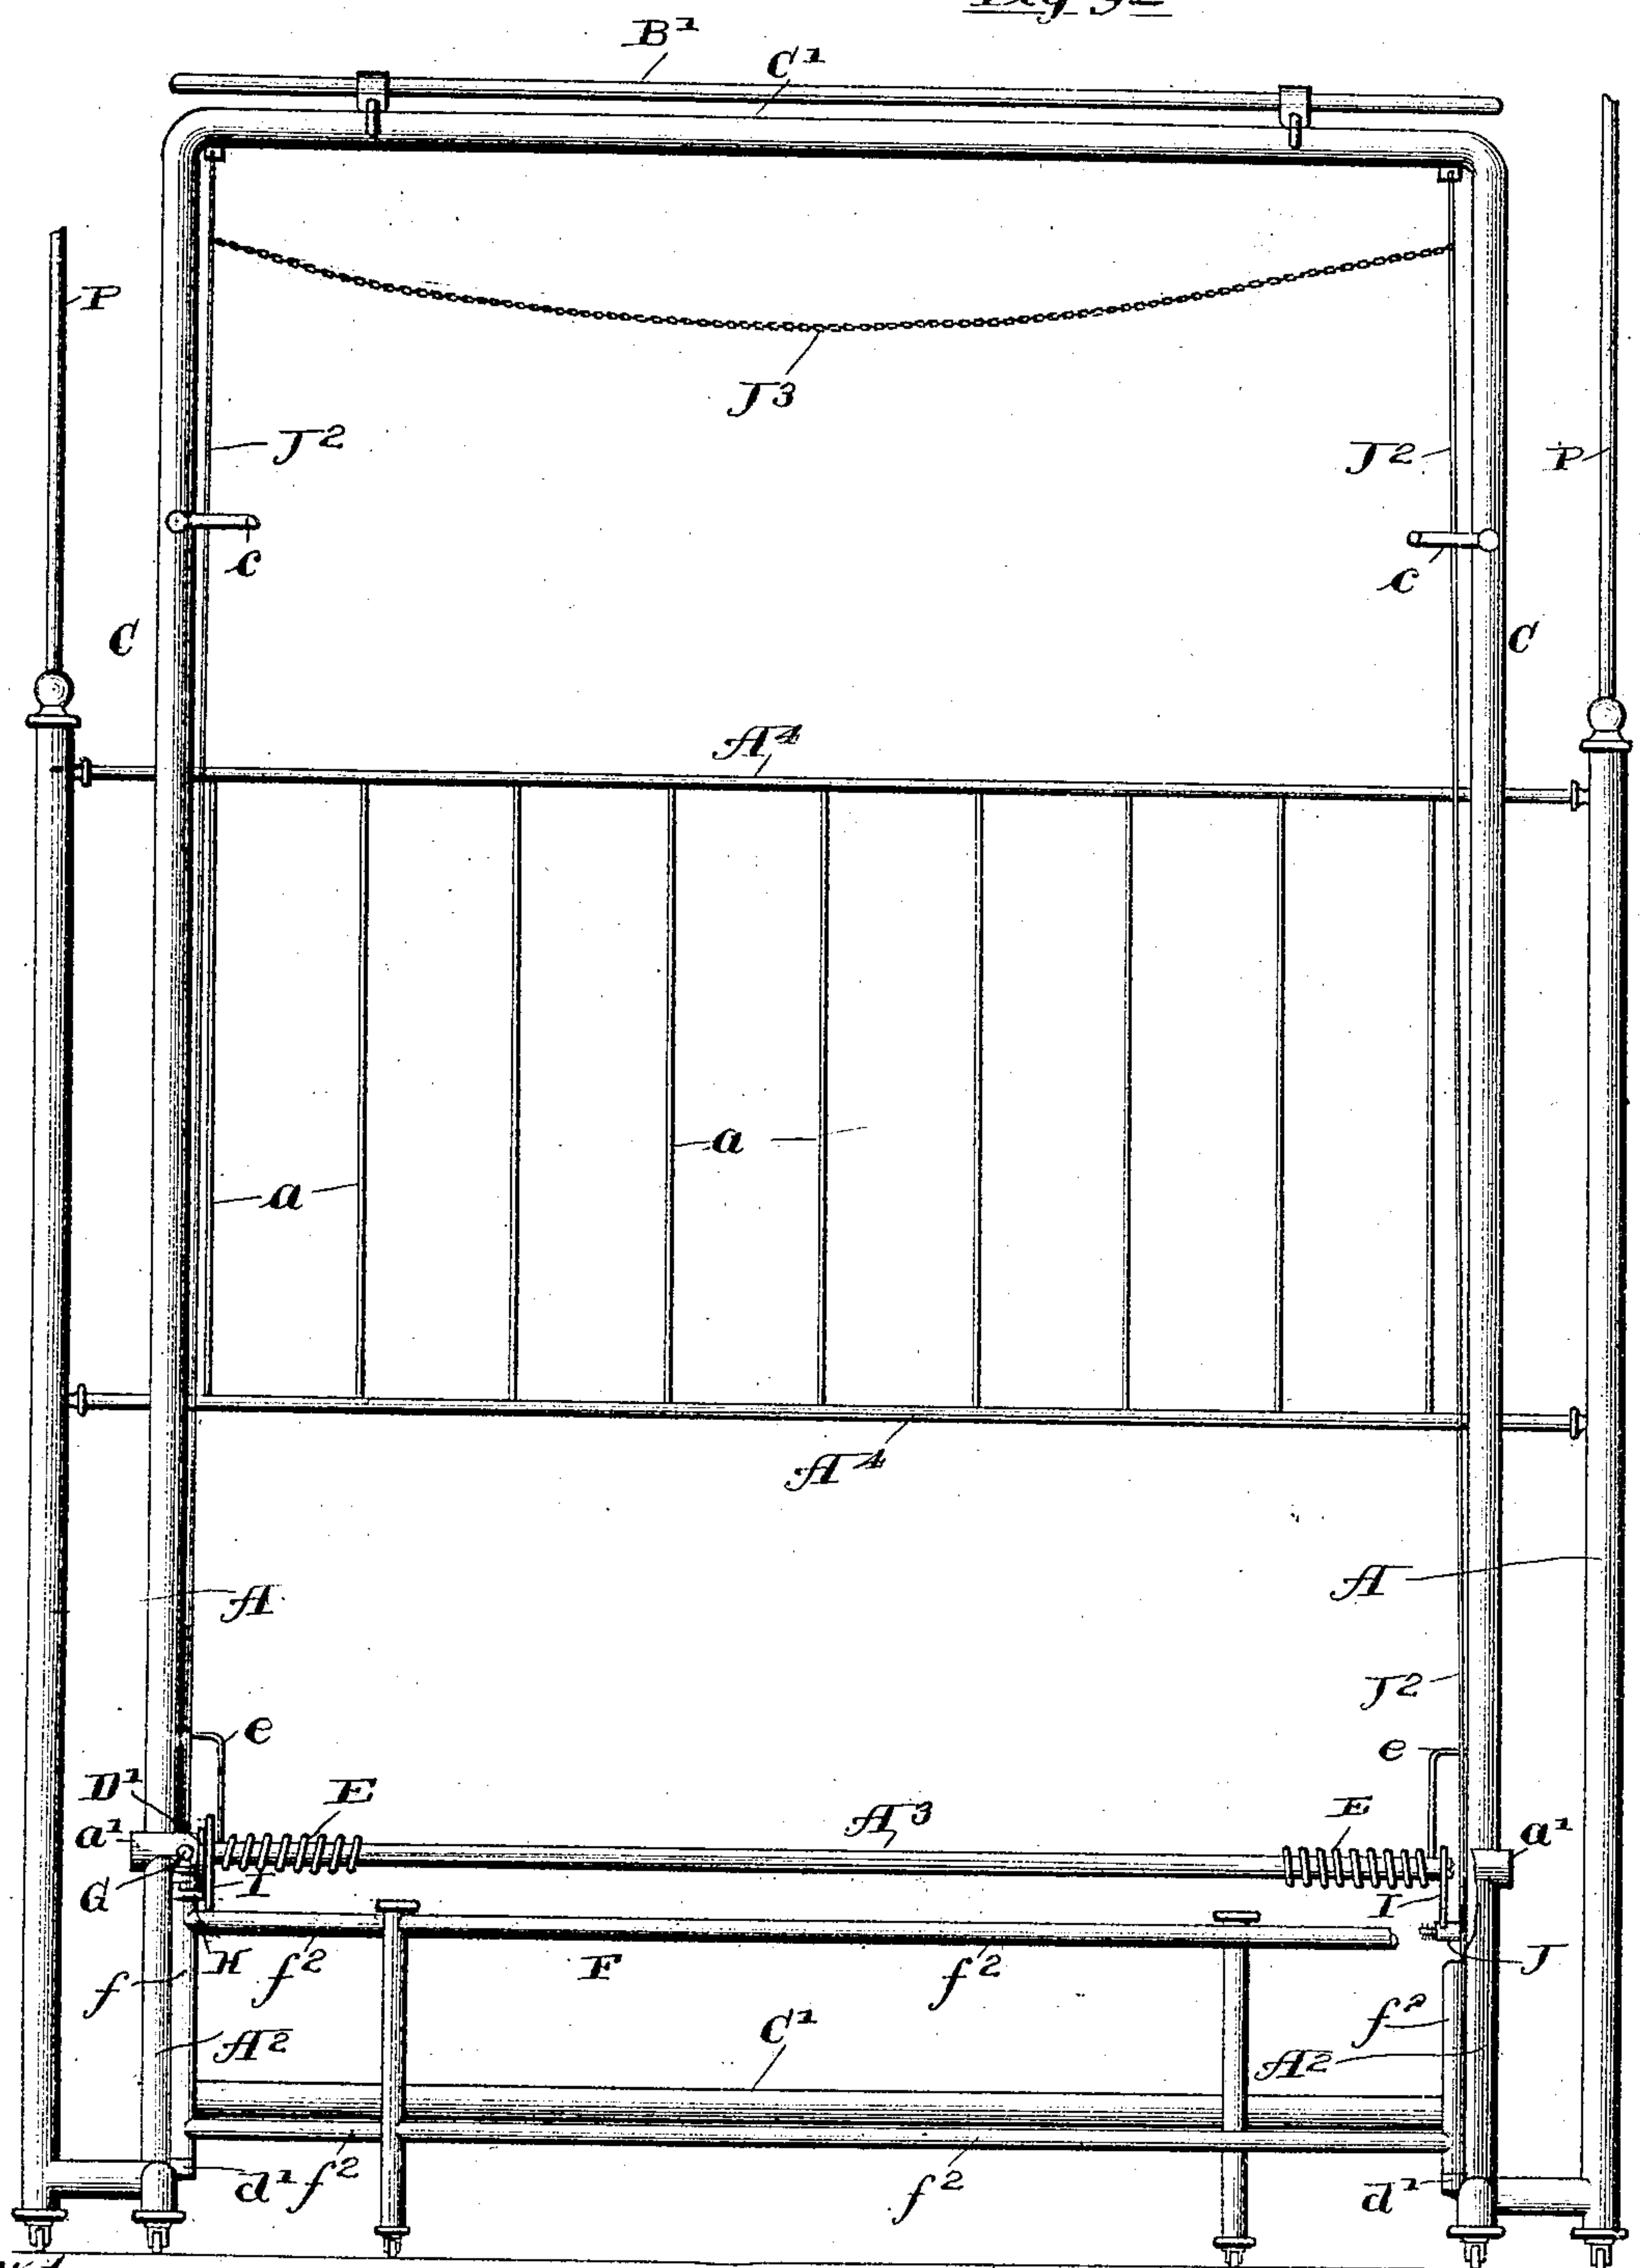 B¹
C¹
P
J³
J² J² P
c
c
C C
A⁴
a
a
A⁴
A A
J²
e
e
D¹ E E
a¹ A³ a¹
G I I
H f² F f² J
f f²
A² C¹ A²
d¹ f² f² d¹